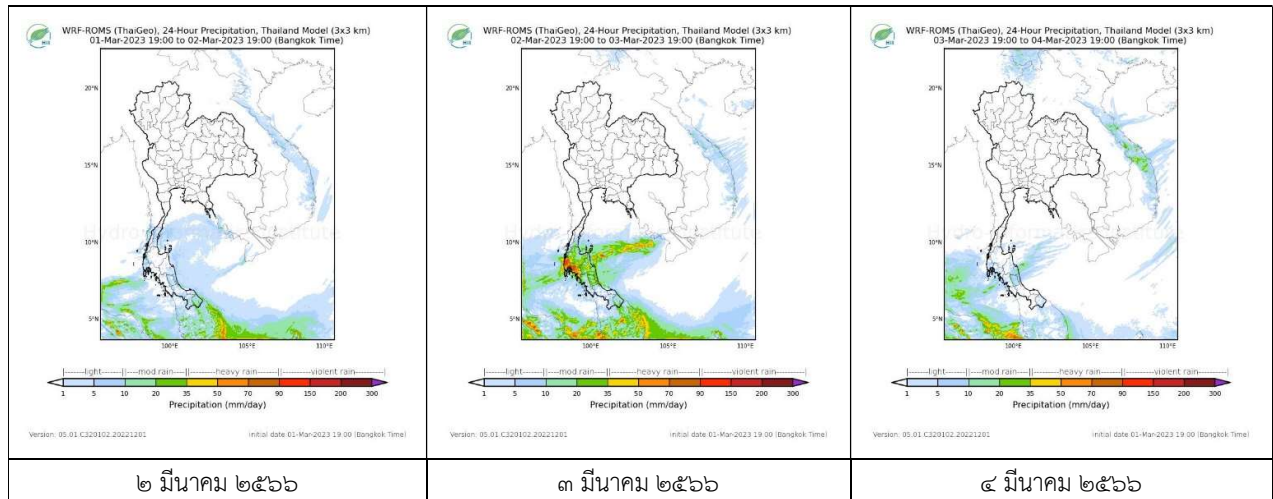 WRF-ROMS (ThaiGeo), 24-Hour Precipitation, Thailand Model (3x3 km)
01-Mar-2023 19:00 to 02-Mar-2023 19:00 (Bangkok Time)
20°N
15°N
10°N
5°N
100°E 105°E 110°E
|--------light--------||----mod rain-----||--------heavy rain--------||---------violent rain---------|
1 5 10 20 35 50 70 90 150 200 300
Precipitation (mm/day)
Version: 05.01.C320102.20221201 initial date 01-Mar-2023 19:00 (Bangkok Time)
๒ มีนาคม ๒๕๖๖
WRF-ROMS (ThaiGeo), 24-Hour Precipitation, Thailand Model (3x3 km)
02-Mar-2023 19:00 to 03-Mar-2023 19:00 (Bangkok Time)
20°N
15°N
10°N
5°N
100°E 105°E 110°E
|--------light--------||----mod rain-----||--------heavy rain--------||---------violent rain---------|
1 5 10 20 35 50 70 90 150 200 300
Precipitation (mm/day)
Version: 05.01.C320102.20221201 initial date 01-Mar-2023 19:00 (Bangkok Time)
๓ มีนาคม ๒๕๖๖
WRF-ROMS (ThaiGeo), 24-Hour Precipitation, Thailand Model (3x3 km)
03-Mar-2023 19:00 to 04-Mar-2023 19:00 (Bangkok Time)
20°N
15°N
10°N
5°N
100°E 105°E 110°E
|--------light--------||----mod rain-----||--------heavy rain--------||---------violent rain---------|
1 5 10 20 35 50 70 90 150 200 300
Precipitation (mm/day)
Version: 05.01.C320102.20221201 initial date 01-Mar-2023 19:00 (Bangkok Time)
๔ มีนาคม ๒๕๖๖